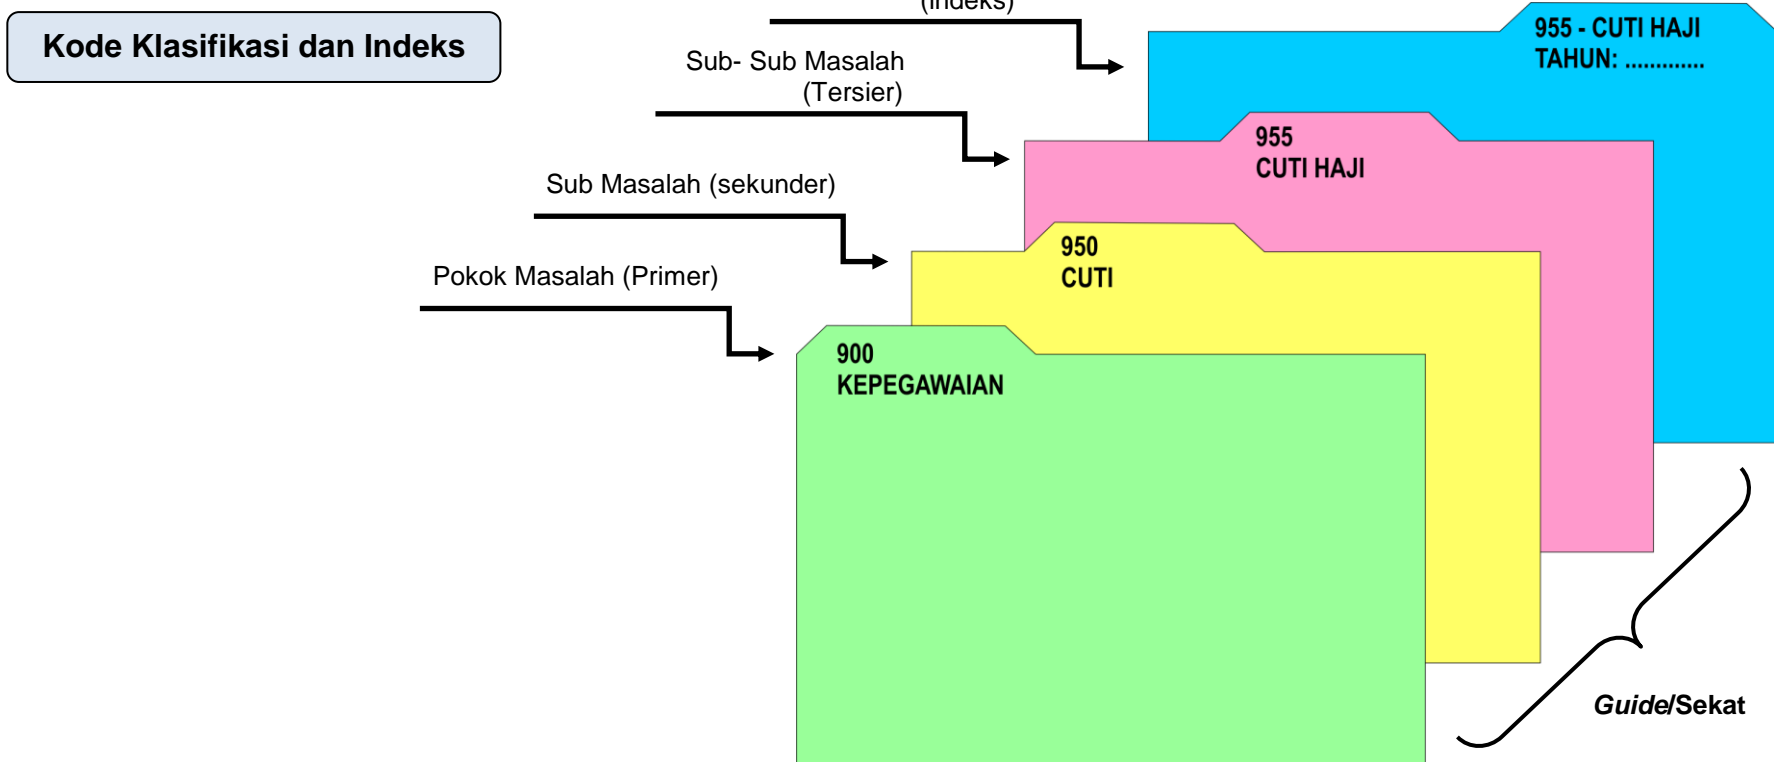 (indeks)
Kode Klasifikasi dan Indeks
955 - CUTI HAJI
TAHUN: .............
Sub- Sub Masalah
(Tersier)
955
CUTI HAJI
Sub Masalah (sekunder)
950
CUTI
Pokok Masalah (Primer)
900
KEPEGAWAIAN
Guide/Sekat